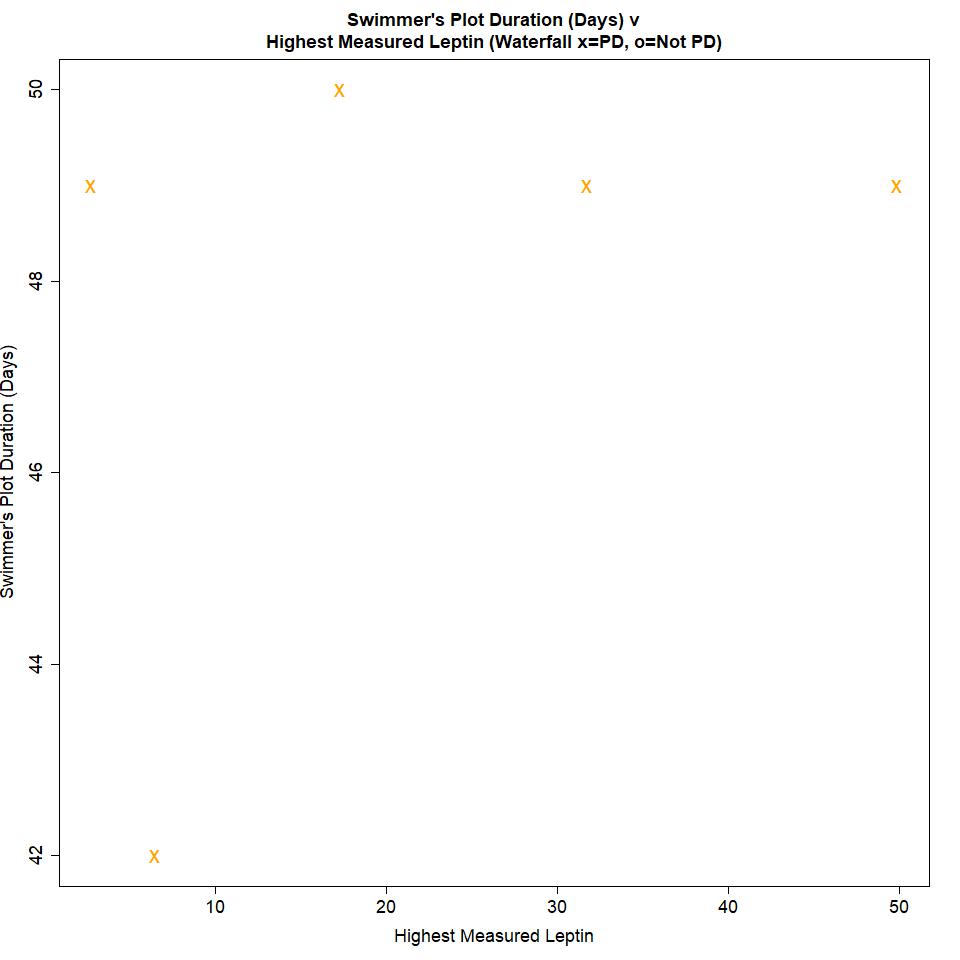 Swimmer's Plot Duration (Days) v
Highest Measured Leptin (Waterfall x=PD, o=Not PD)
Swimmer's Plot Duration (Days)
50
48
46
44
42
X
X
X
X
X
10
20
30
40
50
Highest Measured Leptin